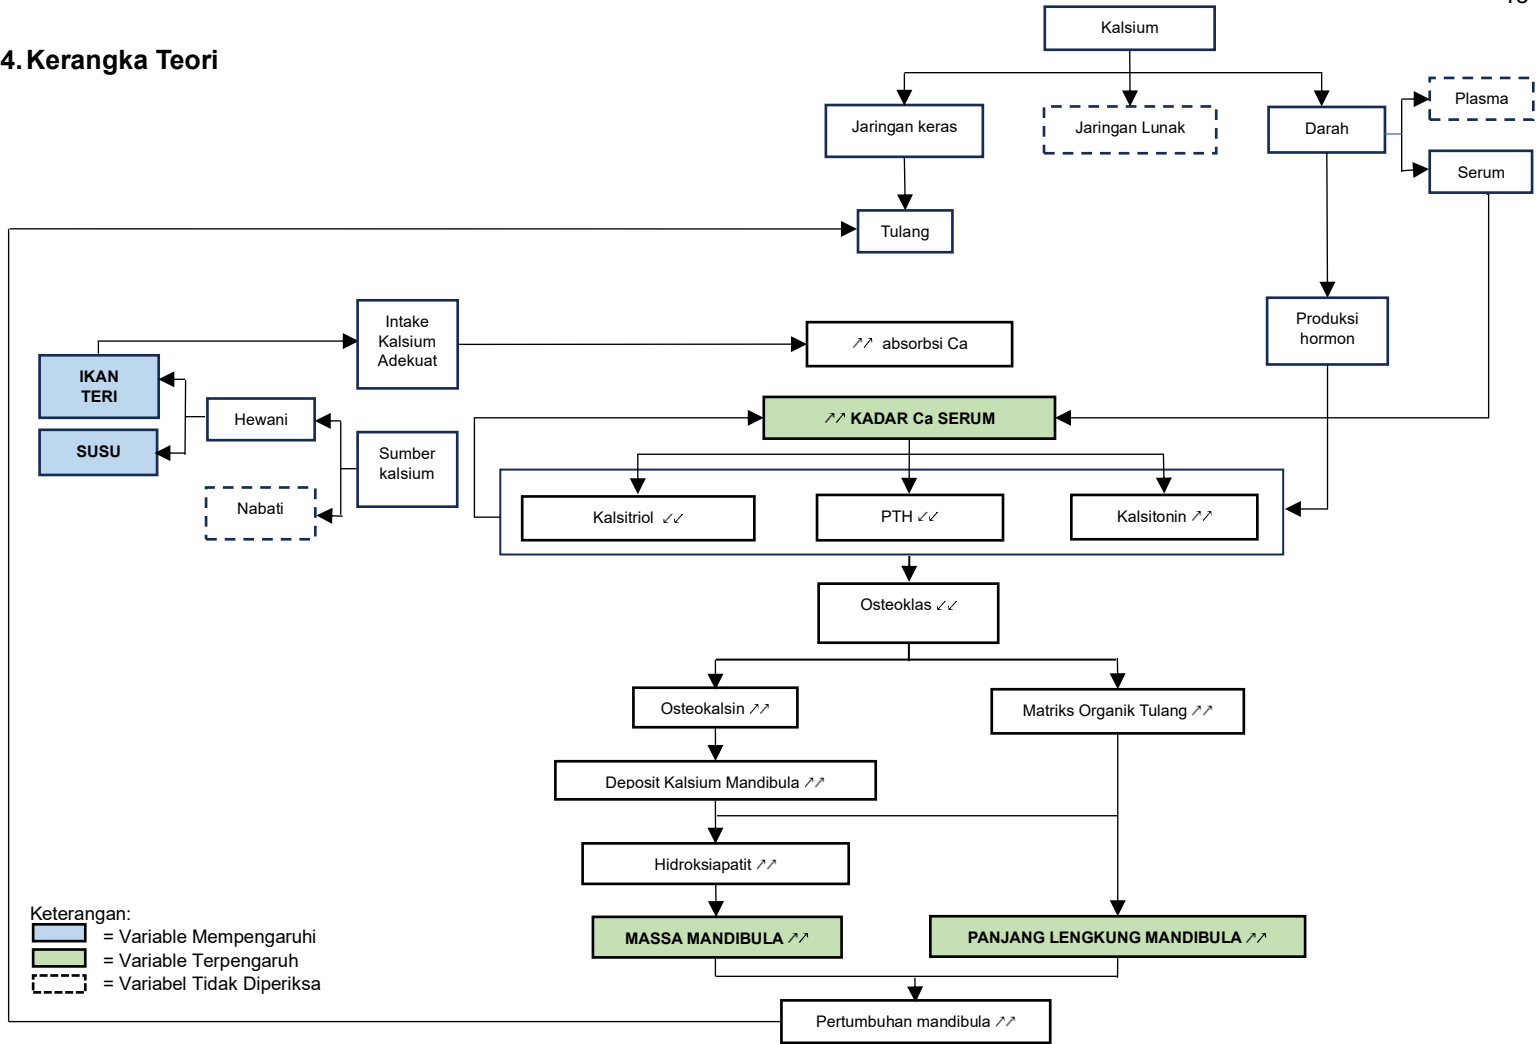 4. Kerangka Teori
Kalsium
Jaringan keras
Jaringan Lunak
Darah
Plasma
Serum
Tulang
Intake
Kalsium
Adekuat
↗↗ absorbsi Ca
Produksi
hormon
IKAN
TERI
SUSU
Hewani
Nabati
Sumber
kalsium
↗↗ KADAR Ca SERUM
Kalsitriol ↙↙
PTH ↙↙
Kalsitonin ↗↗
Osteoklas ↙↙
Osteokalsin ↗↗
Matriks Organik Tulang ↗↗
Deposit Kalsium Mandibula ↗↗
Hidroksiapatit ↗↗
MASSA MANDIBULA ↗↗
PANJANG LENGKUNG MANDIBULA ↗↗
Pertumbuhan mandibula ↗↗
Keterangan:
= Variable Mempengaruhi
= Variable Terpengaruh
= Variabel Tidak Diperiksa